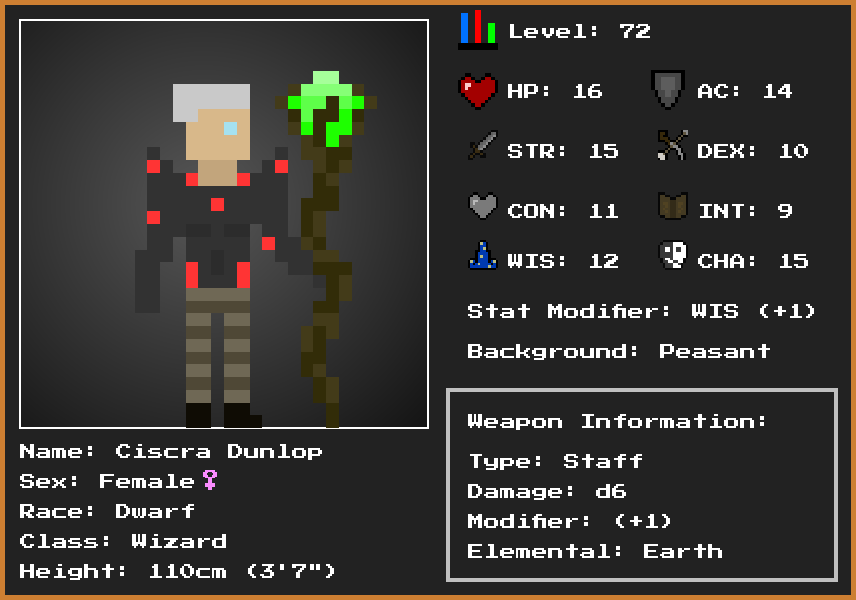 Level: 72
HP: 16 AC: 14
STR: 15 DEX: 10
CON: 11 INT: 9
WIS: 12 CHA: 15
Stat Modifier: WIS (+1)
Background: Peasant
Weapon Information:
Type: Staff
Damage: d6
Modifier: (+1)
Elemental: Earth
Name: Ciscra Dunlop
Sex: Female♀
Race: Dwarf
Class: Wizard
Height: 110cm (3'7")